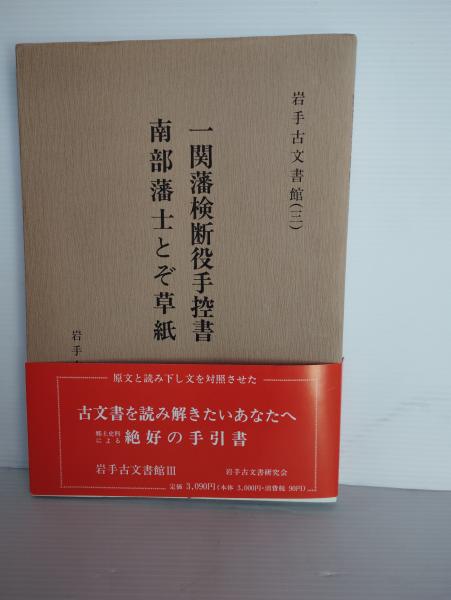 岩手古文書館(三)
一関藩検断役手控書
南部藩士とぞ草紙
岩手
原文と読み下し文を対照させた
古文書を読み解きたいあなたへ
郷土史料
による
絶好の手引書
岩手古文書館III
岩手古文書研究会
定価 3,090円(本体 3,000円・消費税 90円)